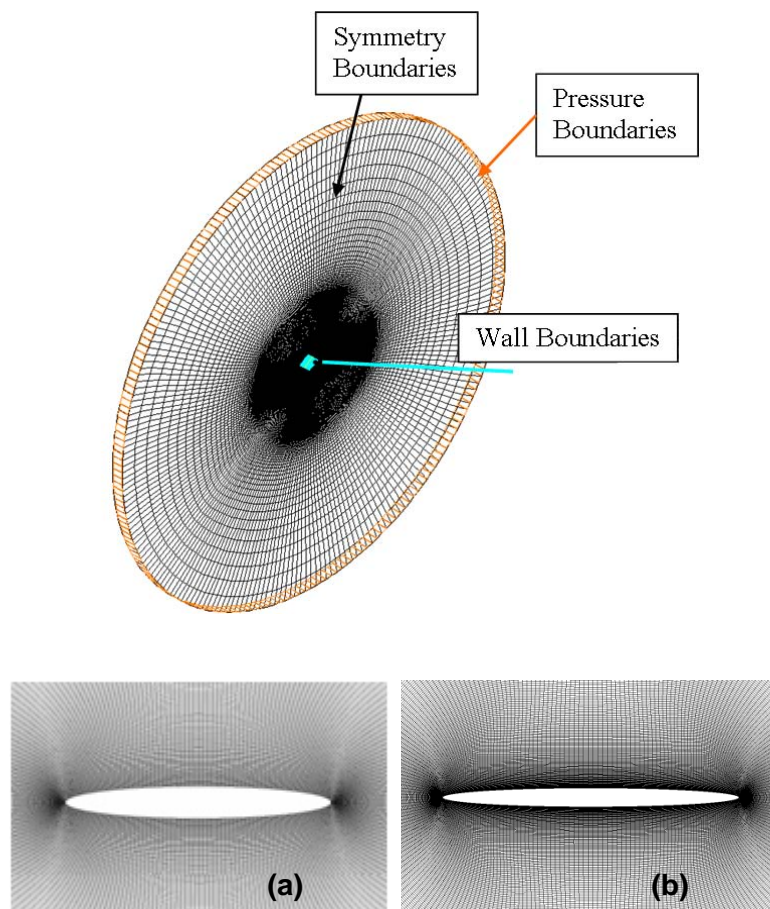 Symmetry
Boundaries
Pressure
Boundaries
Wall Boundaries
(a)
(b)